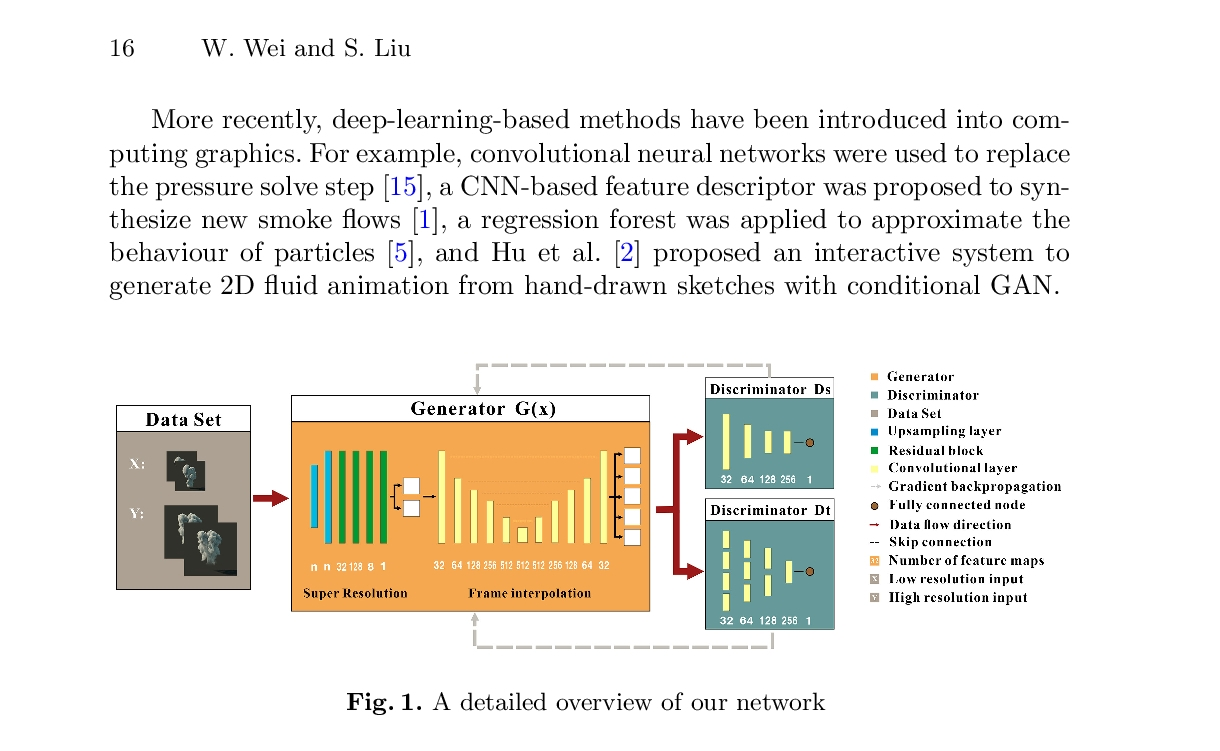 16 W. Wei and S. Liu
More recently, deep-learning-based methods have been introduced into com-
puting graphics. For example, convolutional neural networks were used to replace
the pressure solve step [15], a CNN-based feature descriptor was proposed to syn-
thesize new smoke flows [1], a regression forest was applied to approximate the
behaviour of particles [5], and Hu et al. [2] proposed an interactive system to
generate 2D fluid animation from hand-drawn sketches with conditional GAN.
Data Set
X:
Y:
Generator G(x)
n n 32 128 8 1
32 64 128 256 512 512 512 256 128 64 32
Super Resolution
Frame interpolation
Discriminator Ds
32 64 128 256 1
Discriminator Dt
32 64 128 256 1
Generator
Discriminator
Data Set
Upsampling layer
Residual block
Convolutional layer
Gradient backpropagation
Fully connected node
Data flow direction
Skip connection
Number of feature maps
X Low resolution input
Y High resolution input
Fig. 1. A detailed overview of our network